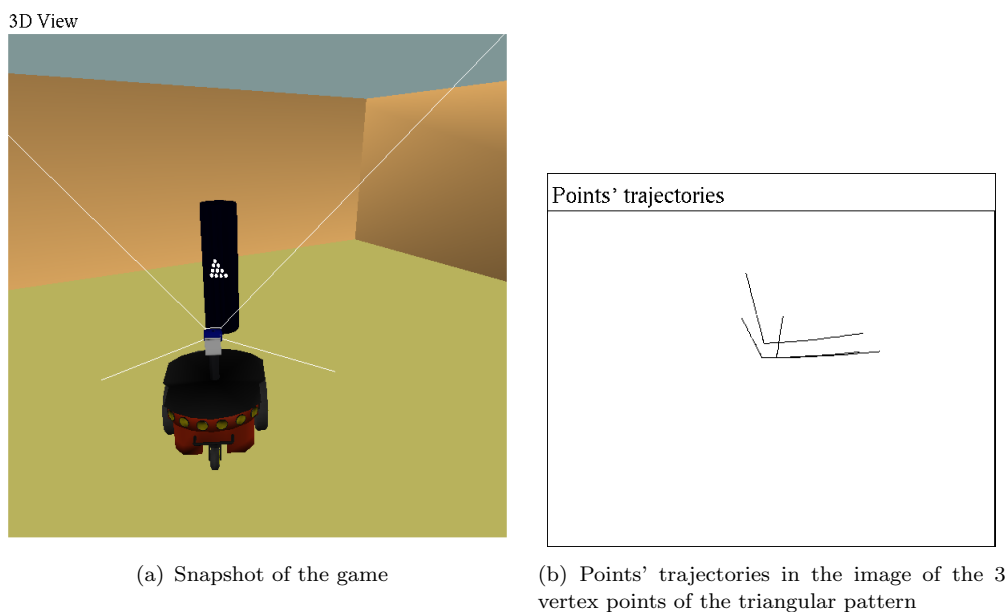 3D View
Points' trajectories
(a) Snapshot of the game
(b) Points' trajectories in the image of the 3
vertex points of the triangular pattern